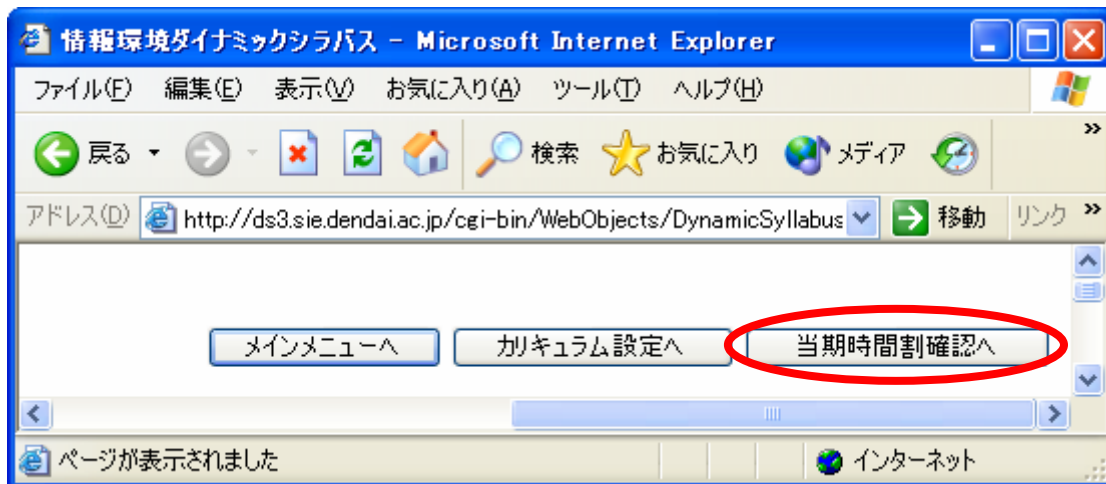 情報環境ダイナミックシラバス - Microsoft Internet Explorer
ファイル(F) 編集(E) 表示(V) お気に入り(A) ツール(T) ヘルプ(H)
戻る 検索 お気に入り メディア »
アドレス(D) http://ds3.sie.dendai.ac.jp/cgi-bin/WebObjects/DynamicSyllabus 移動 リンク »
メインメニューへ カリキュラム設定へ 当期時間割確認へ
ページが表示されました インターネット